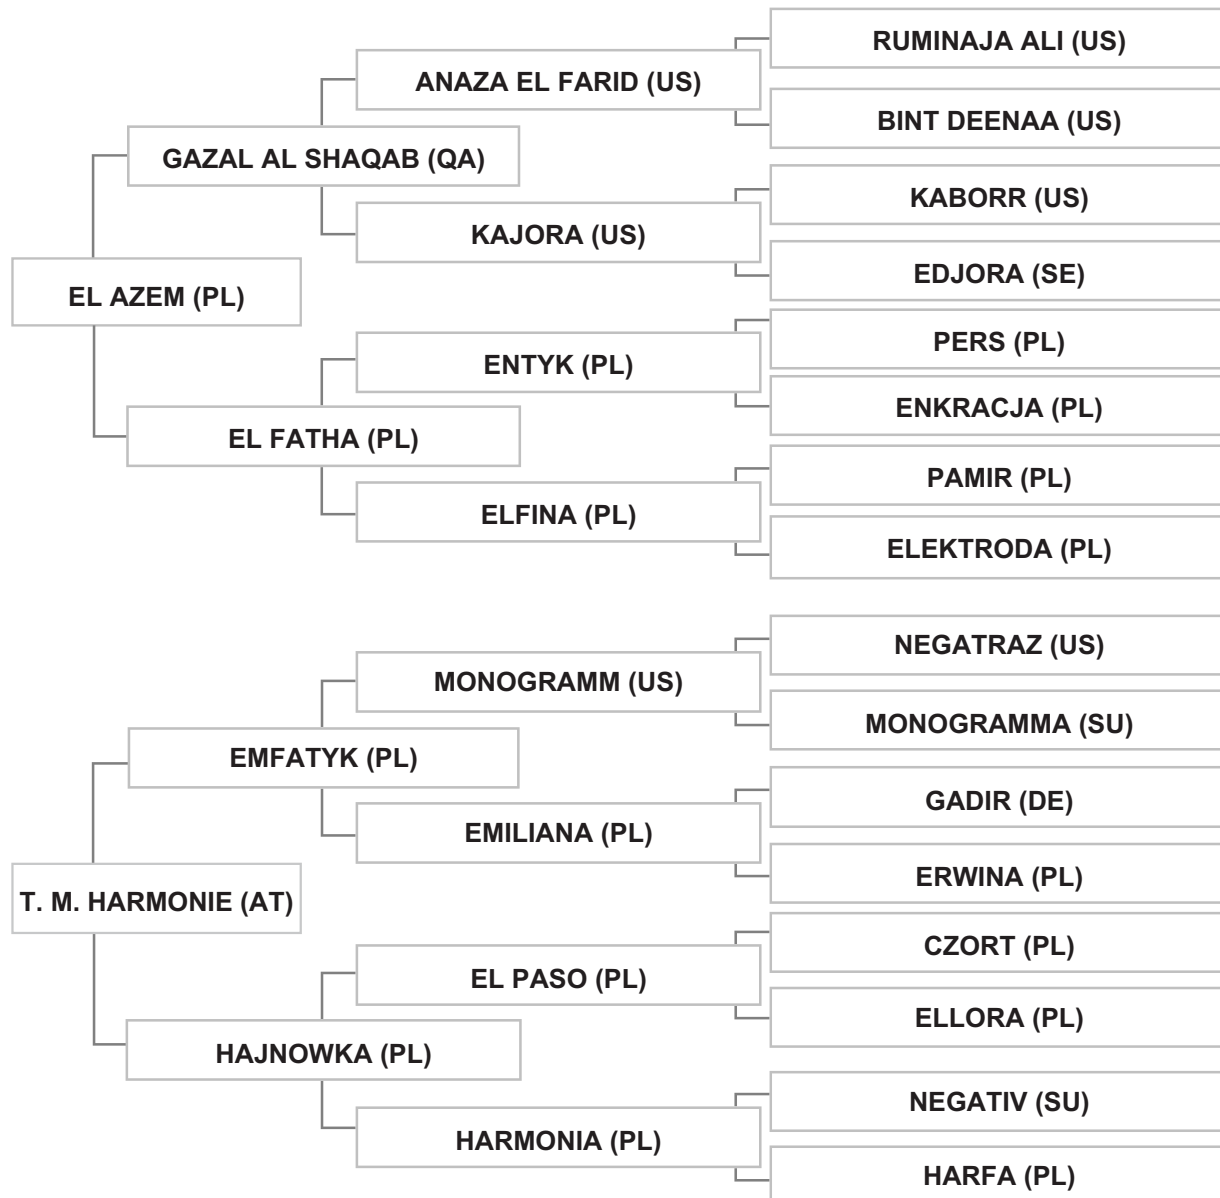 RUMINAJA ALI (US)
ANAZA EL FARID (US)
BINT DEENAA (US)
GAZAL AL SHAQAB (QA)
KABORR (US)
KAJORA (US)
EDJORA (SE)
EL AZEM (PL)
PERS (PL)
ENTYK (PL)
ENKRACJA (PL)
EL FATHA (PL)
PAMIR (PL)
ELFINA (PL)
ELEKTRODA (PL)
NEGATRAZ (US)
MONOGRAMM (US)
MONOGRAMMA (SU)
EMFATYK (PL)
GADIR (DE)
EMILIANA (PL)
ERWINA (PL)
T. M. HARMONIE (AT)
CZORT (PL)
EL PASO (PL)
ELLORA (PL)
HAJNOWKA (PL)
NEGATIV (SU)
HARMONIA (PL)
HARFA (PL)